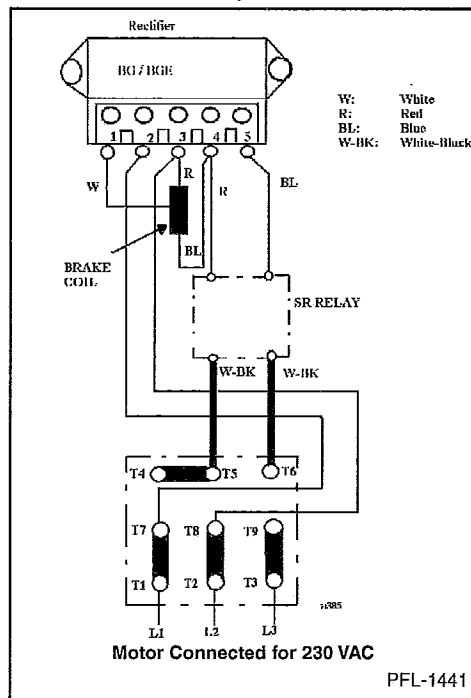 Rectifier
BG / BGE
1 2 3 4 5
W: White
R: Red
BL: Blue
W-BK: White-Black
W
R
R
BL
BL
BRAKE
COIL
SR RELAY
W-BK
W-BK
T4 T5 T6
T7 T8 T9
T1 T2 T3
L1 L2 L3
Motor Connected for 230 VAC
PFL-1441